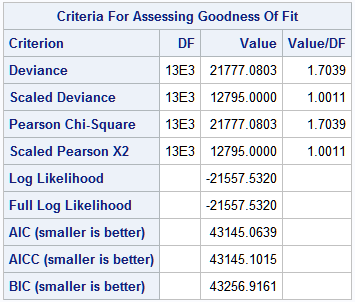 Criteria For Assessing Goodness Of Fit
Criterion DF Value Value/DF
Deviance 13E3 21777.0803 1.7039
Scaled Deviance 13E3 12795.0000 1.0011
Pearson Chi-Square 13E3 21777.0803 1.7039
Scaled Pearson X2 13E3 12795.0000 1.0011
Log Likelihood -21557.5320
Full Log Likelihood -21557.5320
AIC (smaller is better) 43145.0639
AICC (smaller is better) 43145.1015
BIC (smaller is better) 43256.9161